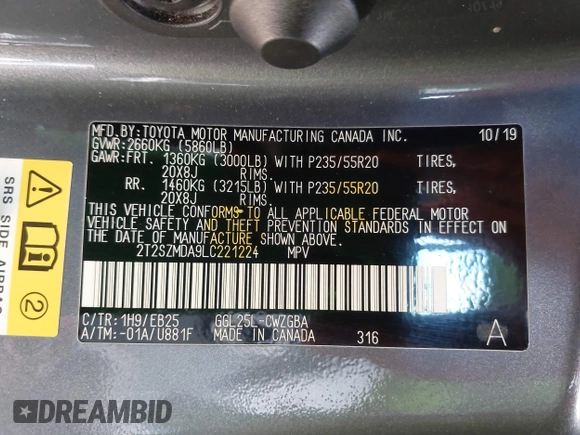 MFD.BY:TOYOTA MOTOR MANUFACTURING CANADA INC. 10/19
GVWR:2660KG (5860LB)
GAWR:FRT. 1360KG (3000LB) WITH P235/55R20 TIRES,
20X8J RIMS.
RR. 1460KG (3215LB) WITH P235/55R20 TIRES,
20X8J RIMS.
THIS VEHICLE CONFORMS TO ALL APPLICABLE FEDERAL MOTOR
VEHICLE SAFETY AND THEFT PREVENTION STANDARDS IN EFFECT ON
THE DATE OF MANUFACTURE SHOWN ABOVE.
2T2SZMDA9LC221224 MPV
C/TR:1H9/EB25 GGL25L-CWZGBA
A/TM:-01A/U881F MADE IN CANADA 316 A
SRS SIDE AIRBAG
2
DREAMBID